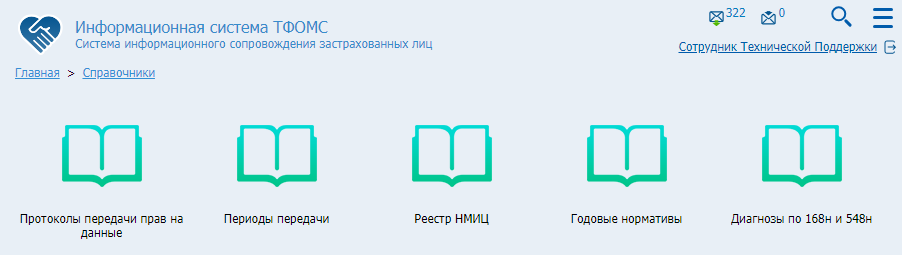 Информационная система ТФОМС
Система информационного сопровождения застрахованных лиц
322
0
Сотрудник Технической Поддержки
Главная > Справочники
Протоколы передачи прав на
данные
Периоды передачи
Реестр НМИЦ
Годовые нормативы
Диагнозы по 168н и 548н